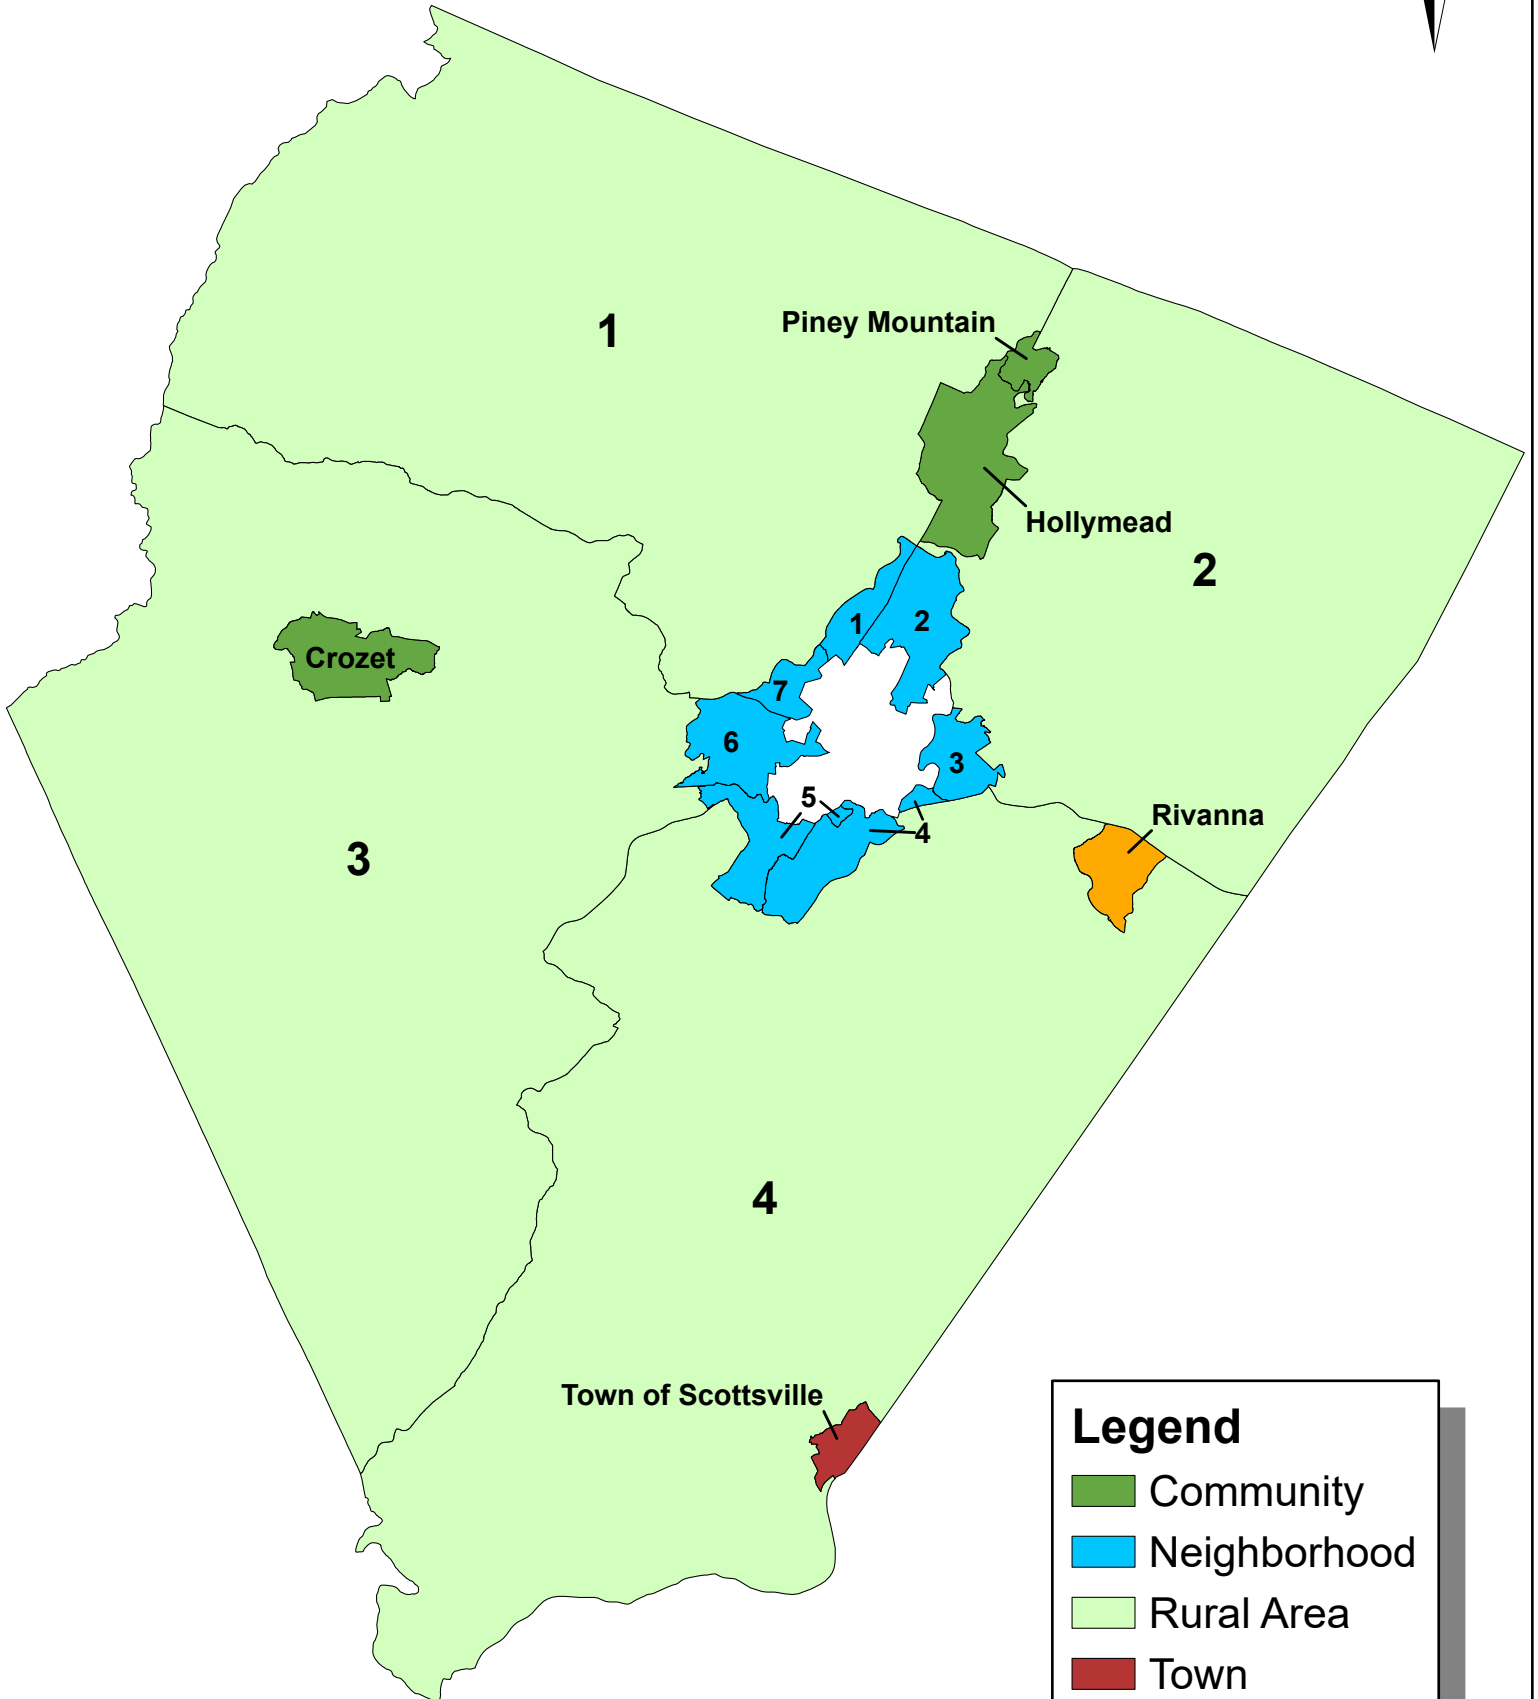 1
Piney Mountain
Hollymead
2
1
2
Crozet
7
6
3
5
4
Rivanna
3
4
Town of Scottsville
Legend
Community
Neighborhood
Rural Area
Town